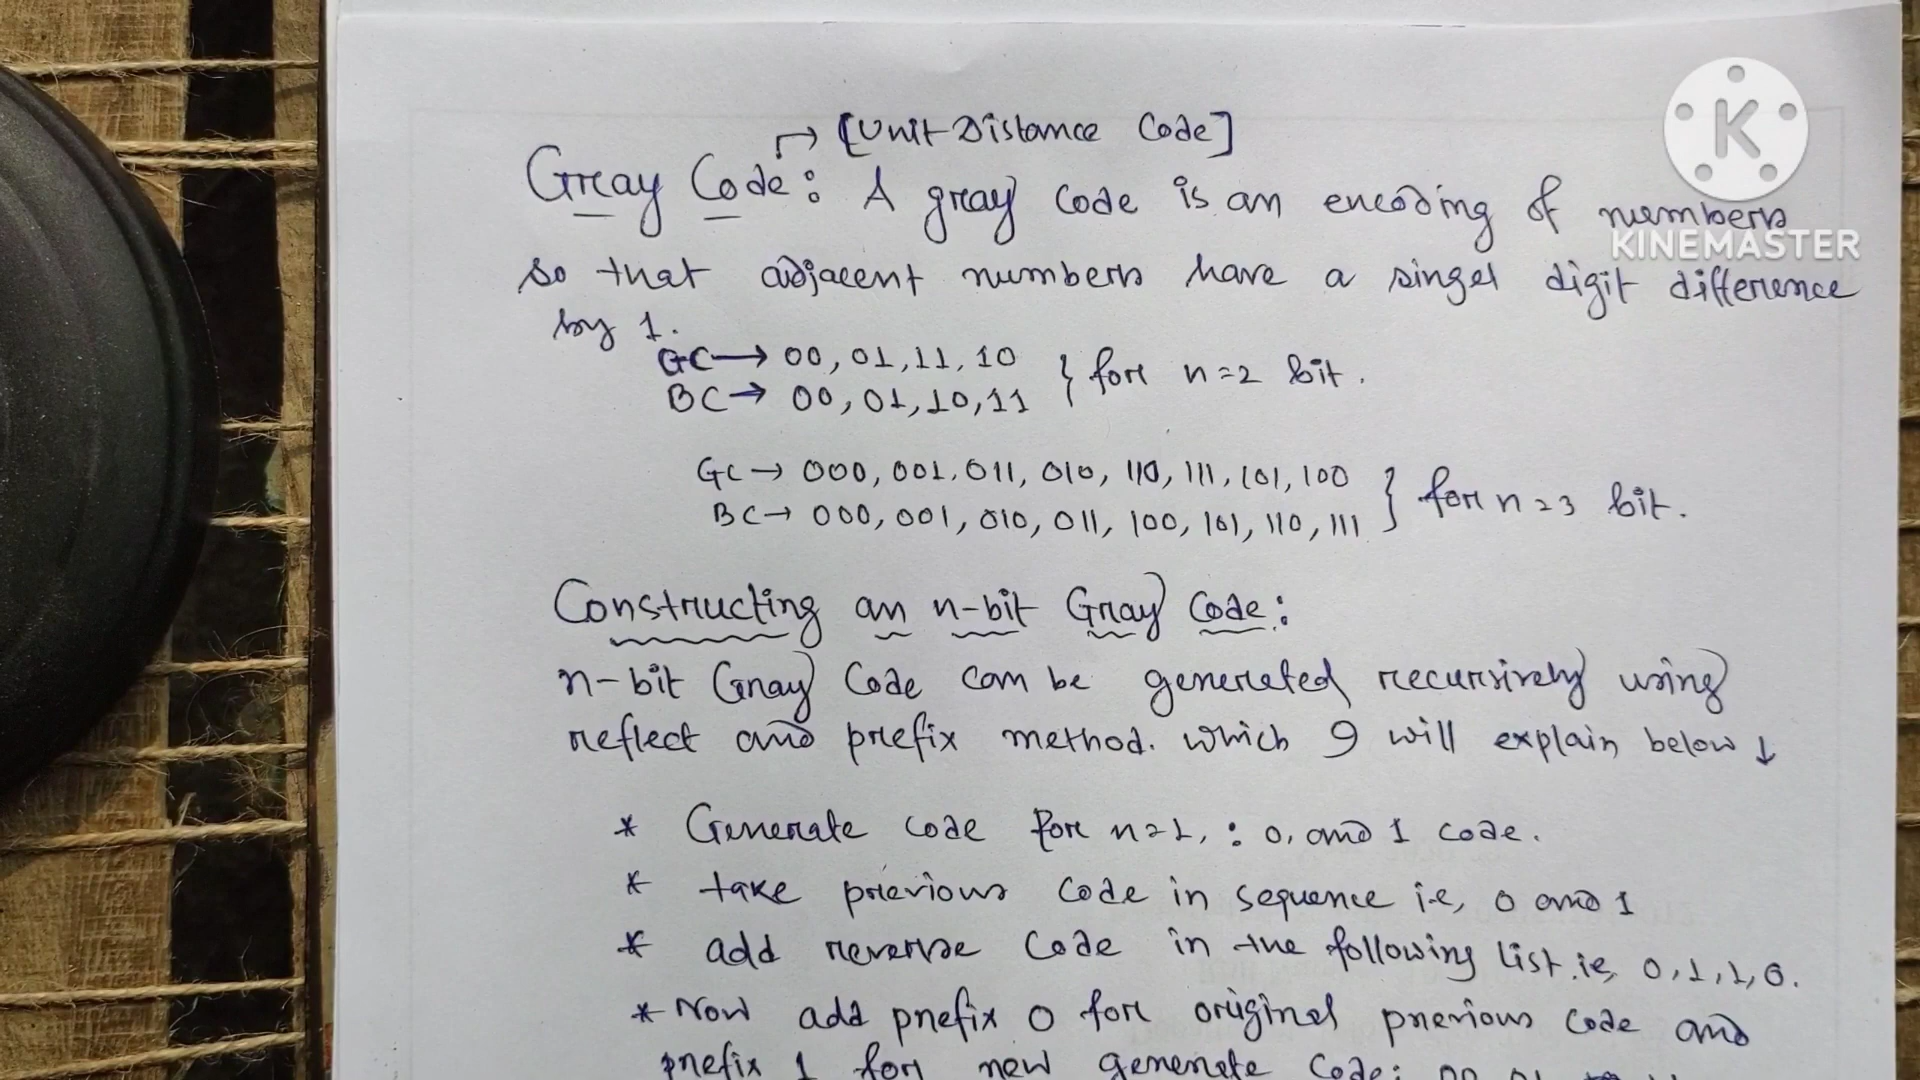 [Unit Distance Code]
Gray Code: A gray code is an encoding of numbers
KINEMASTER
so that adjacent numbers have a singel digit difference
by 1.
GC → 00, 01, 11, 10 } for n=2 bit.
BC → 00, 01, 10, 11
GC → 000, 001, 011, 010, 110, 111, 101, 100 } for n=3 bit.
BC → 000, 001, 010, 011, 100, 101, 110, 111
Constructing an n-bit Gray Code:
n-bit Gray Code can be generated recursively using
reflect and prefix method. which I will explain below ↓
* Generate code for n=1, : 0, and 1 code.
* take previous code in sequence i.e, 0 and 1
* add reverse code in the following list. ie, 0, 1, 1, 0.
* Now add prefix 0 for original previous code and
prefix 1 for new generate code: 00, 01